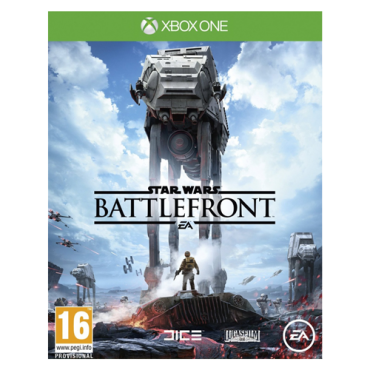 XBOX ONE
STAR WARS
BATTLEFRONT
EA
16
www.pegi.info
PROVISIONAL
DICE
LUCASFILM
EA